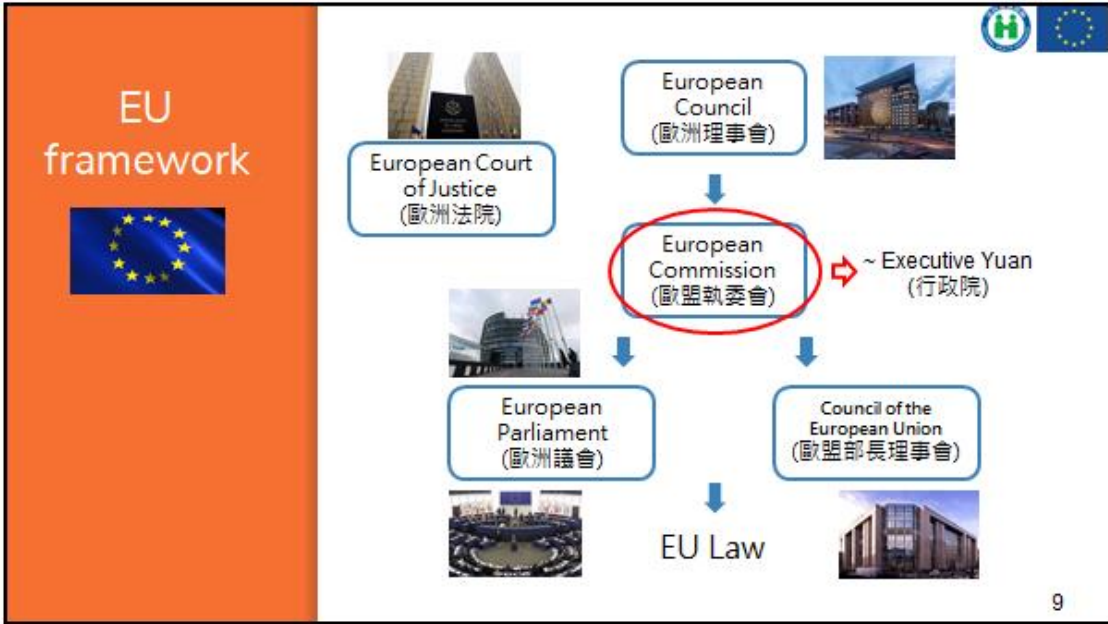 EU
framework
European Court
of Justice
(歐洲法院)
European
Council
(歐洲理事會)
European
Commission
(歐盟執委會)
~ Executive Yuan
(行政院)
European
Parliament
(歐洲議會)
Council of the
European Union
(歐盟部長理事會)
EU Law
9